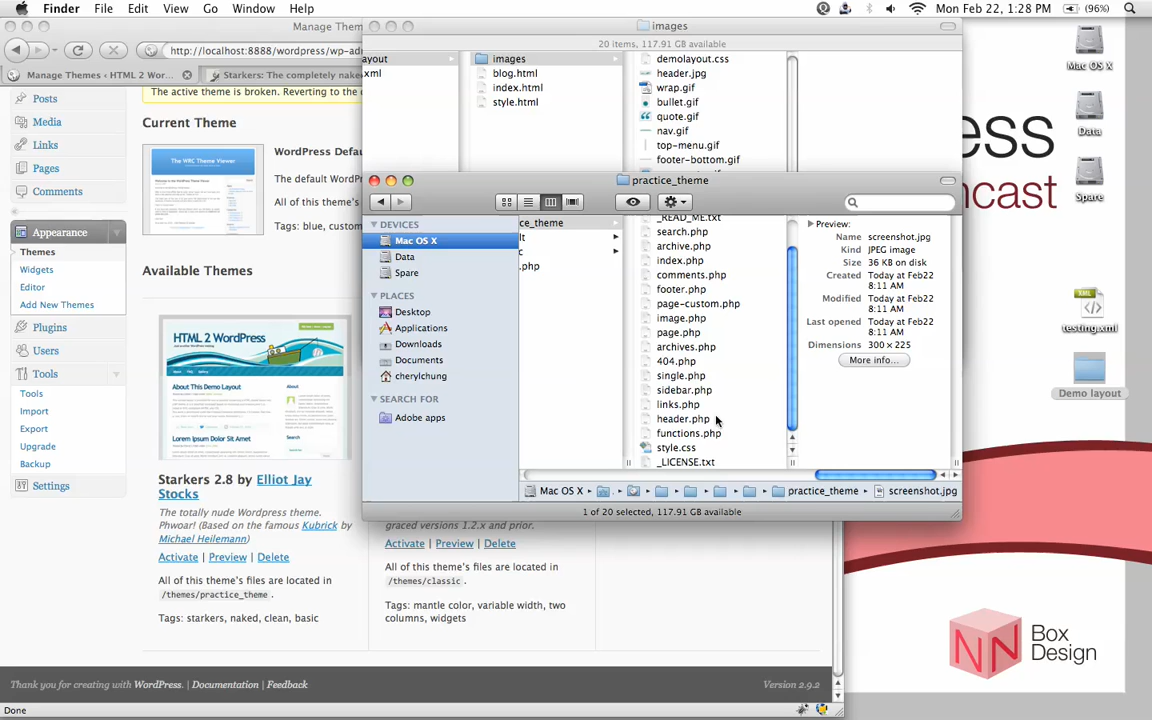 Finder File Edit View Go Window Help
Mon Feb 22, 1:28 PM (96%)
Manage Theme
http://localhost:8888/wordpress/wp-ad
Manage Themes ‹ HTML 2 Wor...
Starkers: The completely nake
Posts
Media
Links
Pages
Comments
Appearance
Themes
Widgets
Editor
Add New Themes
Plugins
Users
Tools
Tools
Import
Export
Upgrade
Backup
Settings
The active theme is broken. Reverting to the
Current Theme
WordPress Defau
The default WordPres
All of this theme's files
Tags: blue, custom
The WRC Theme Viewer
Available Themes
HTML 2 WordPress
About This Demo Layout
Lorem Ipsum Dolor Sit Amet
Starkers 2.8 by Elliot Jay
Stocks
The totally nude WordPress theme.
Phwoar! (Based on the famous Kubrick by
Michael Heilemann)
Activate | Preview | Delete
All of this theme's files are located in
/themes/practice_theme .
Tags: starkers, naked, clean, basic
graced versions 1.2.x and prior.
Activate | Preview | Delete
All of this theme's files are located in
/themes/classic .
Tags: mantle color, variable width, two
columns, widgets
Thank you for creating with WordPress. | Documentation | Feedback
Version 2.9.2
Done
images
20 items, 117.91 GB available
ayout
xml
images
blog.html
index.html
style.html
demolayout.css
header.jpg
wrap.gif
bullet.gif
quote.gif
nav.gif
top-menu.gif
footer-bottom.gif
practice_theme
DEVICES
Mac OS X
Data
Spare
PLACES
Desktop
Applications
Downloads
Documents
cherylchung
SEARCH FOR
Adobe apps
ce_theme
lt
c
.php
_README.txt
search.php
archive.php
index.php
comments.php
footer.php
page-custom.php
image.php
page.php
archives.php
404.php
single.php
sidebar.php
links.php
header.php
functions.php
style.css
_LICENSE.txt
Preview:
Name screenshot.jpg
Kind JPEG image
Size 36 KB on disk
Created Today at Feb22
8:11 AM
Modified Today at Feb22
8:11 AM
Last opened Today at Feb22
8:11 AM
Dimensions 300 × 225
More info...
Mac OS X practice_theme screenshot.jpg
1 of 20 selected, 117.91 GB available
ess
ncast
Mac OS X
Data
Spare
testing.xml
Demo layout
NN
Box
Design